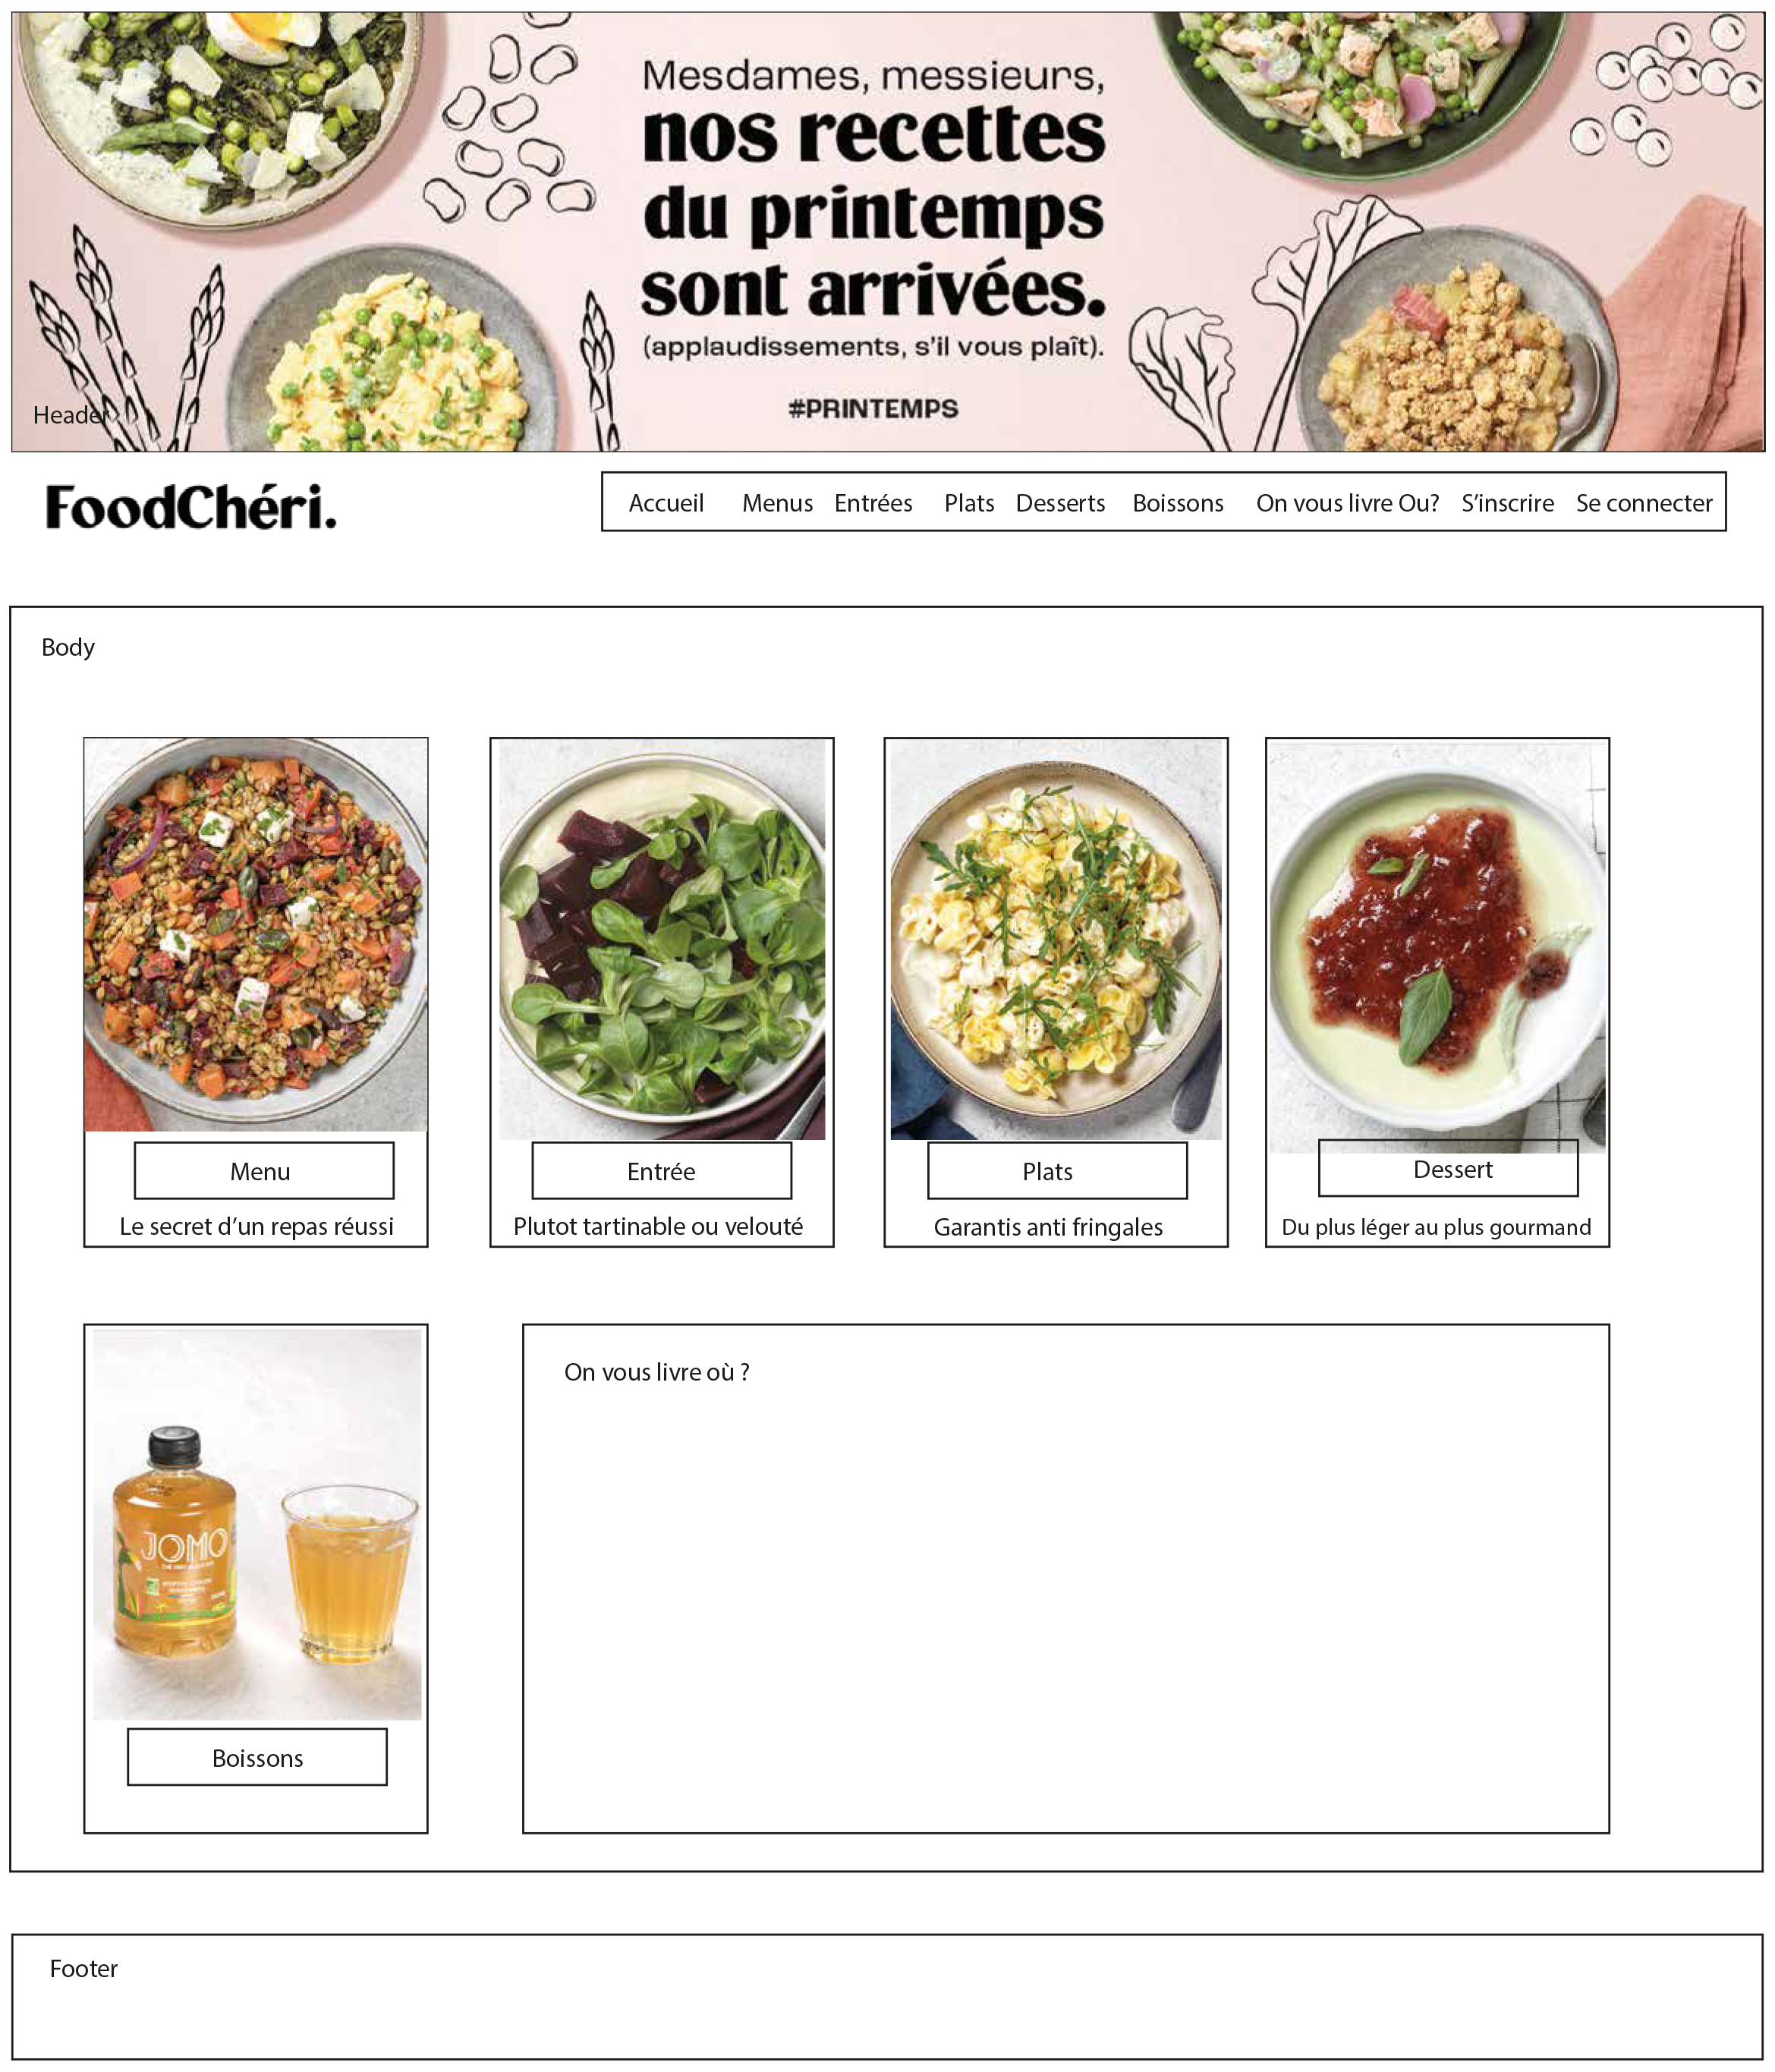 Mesdames, messieurs,
nos recettes
du printemps
sont arrivées.
(applaudissements, s'il vous plaît).
#PRINTEMPS
Header
FoodChéri.
Accueil Menus Entrées Plats Desserts Boissons On vous livre Ou? S'inscrire Se connecter
Body
Menu
Le secret d'un repas réussi
Entrée
Plutot tartinable ou velouté
Plats
Garantis anti fringales
Dessert
Du plus léger au plus gourmand
JOMO
Boissons
On vous livre où ?
Footer